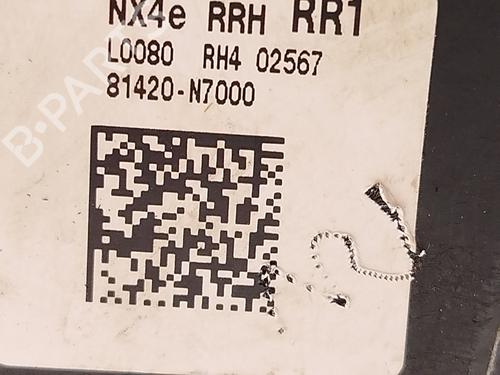 NX4e RRH RR1
L0080 RH4 02567
81420-N7000
B-PARTS